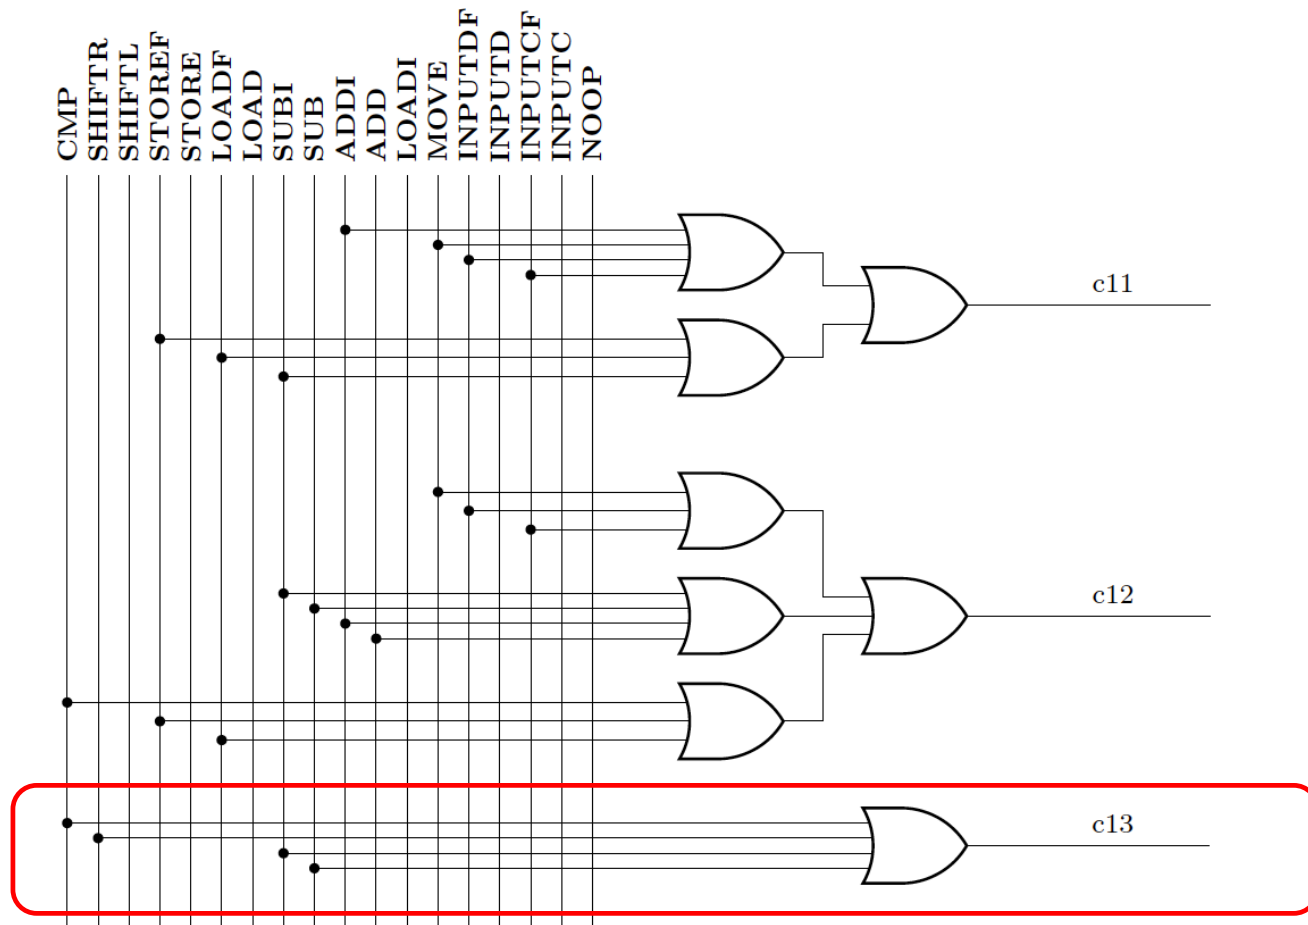 CMP
SHIFTR
SHIFTL
STOREF
STORE
LOADF
LOAD
SUBI
SUB
ADDI
ADD
LOADI
MOVE
INPUTDF
INPUTD
INPUTCF
INPUTC
NOOP
c11
c12
c13